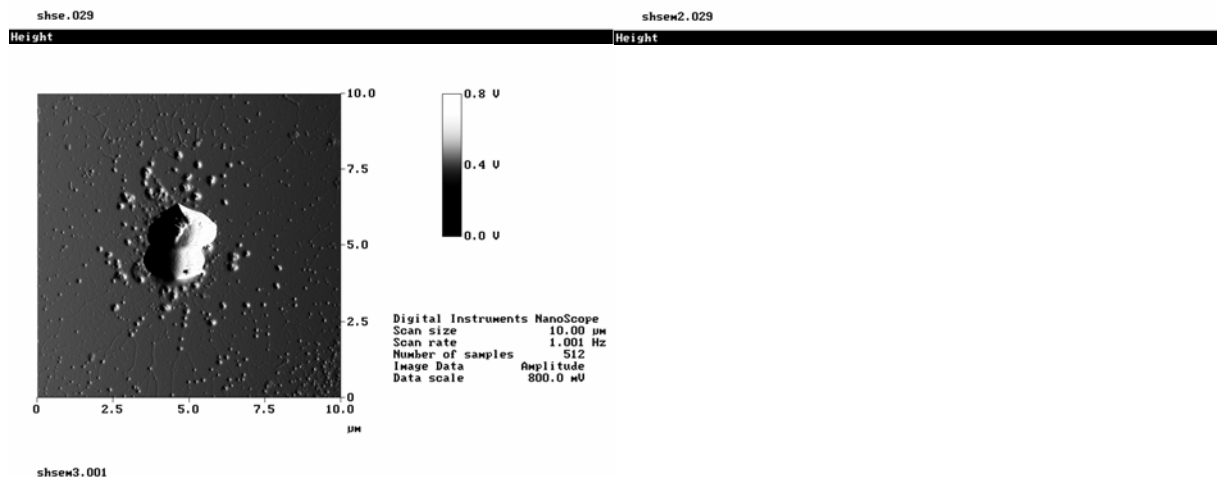 shse.029
shsem2.029
Height
Height
10.0
7.5
5.0
2.5
0
0.8 V
0.4 V
0.0 V
Digital Instruments NanoScope
Scan size 10.00 µm
Scan rate 1.001 Hz
Number of samples 512
Image Data Amplitude
Data scale 800.0 mV
0 2.5 5.0 7.5 10.0
µm
shsem3.001